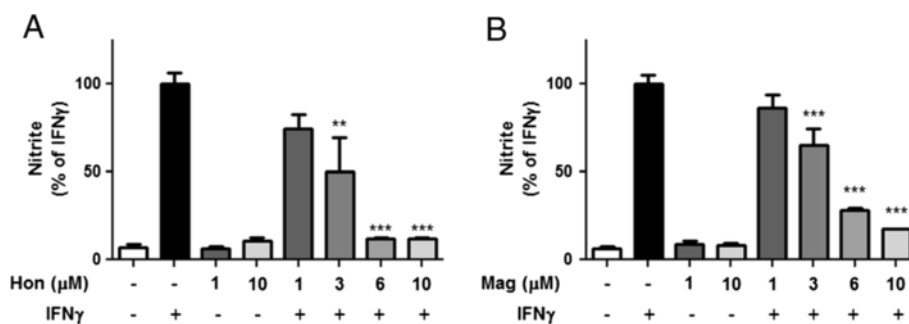 A
Nitrite
(% of IFNγ)
100
50
0
** 
*** ***
Hon (μM) - - 1 10 1 3 6 10
IFNγ - + - - + + + +
B
Nitrite
(% of IFNγ)
100
50
0
***
***
***
Mag (μM) - - 1 10 1 3 6 10
IFNγ - + - - + + + +